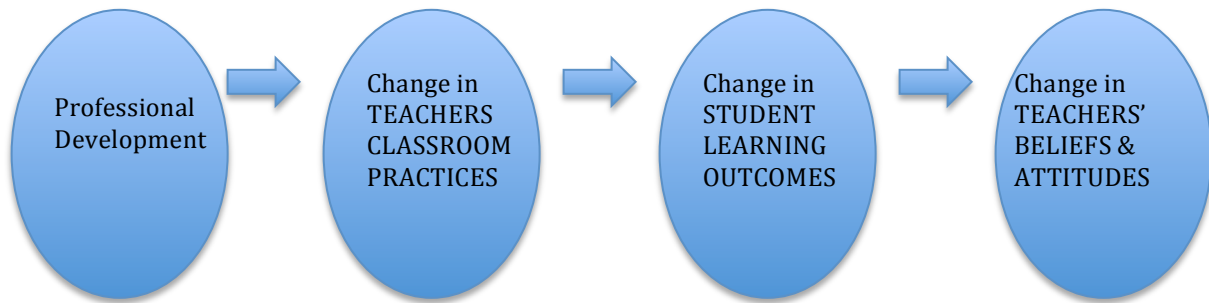 Professional
Development
Change in
TEACHERS
CLASSROOM
PRACTICES
Change in
STUDENT
LEARNING
OUTCOMES
Change in
TEACHERS’
BELIEFS &
ATTITUDES